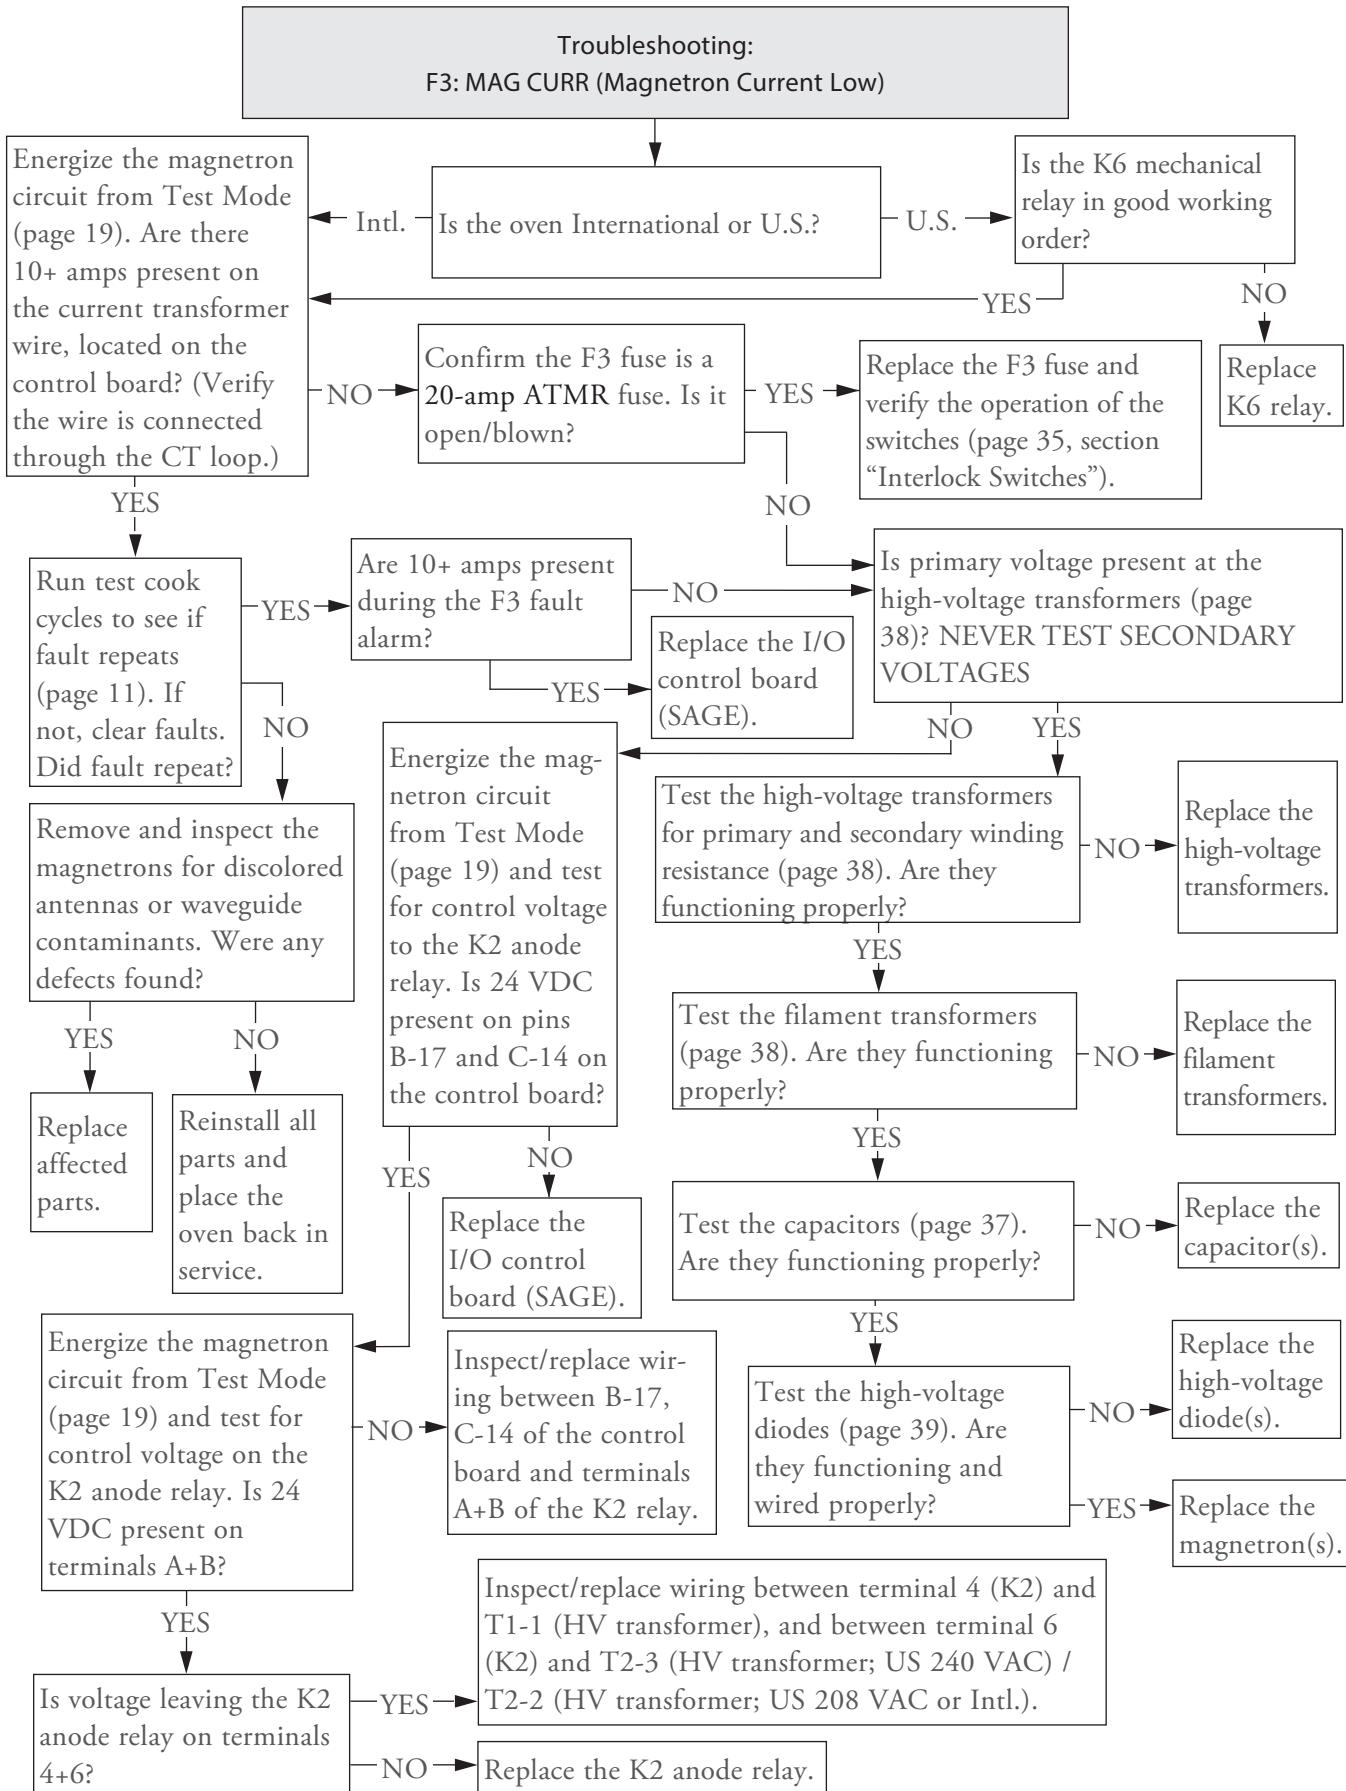 Troubleshooting:
F3: MAG CURR (Magnetron Current Low)
Energize the magnetron
circuit from Test Mode
(page 19). Are there
10+ amps present on
the current transformer
wire, located on the
control board? (Verify
the wire is connected
through the CT loop.)
Intl.
Is the oven International or U.S.?
U.S.
Is the K6 mechanical
relay in good working
order?
YES
NO
Replace
K6 relay.
NO
Confirm the F3 fuse is a
20-amp ATMR fuse. Is it
open/blown?
YES
Replace the F3 fuse and
verify the operation of the
switches (page 35, section
“Interlock Switches”).
NO
YES
Run test cook
cycles to see if
fault repeats
(page 11). If
not, clear faults.
Did fault repeat?
YES
Are 10+ amps present
during the F3 fault
alarm?
NO
Is primary voltage present at the
high-voltage transformers (page
38)? NEVER TEST SECONDARY
VOLTAGES
YES
Replace the I/O
control board
(SAGE).
NO
Remove and inspect the
magnetrons for discolored
antennas or waveguide
contaminants. Were any
defects found?
YES
NO
Replace
affected
parts.
Reinstall all
parts and
place the
oven back in
service.
NO
YES
Energize the mag-
netron circuit
from Test Mode
(page 19) and test
for control voltage
to the K2 anode
relay. Is 24 VDC
present on pins
B-17 and C-14 on
the control board?
YES
NO
Replace the
I/O control
board (SAGE).
Test the high-voltage transformers
for primary and secondary winding
resistance (page 38). Are they
functioning properly?
NO
Replace the
high-voltage
transformers.
YES
Test the filament transformers
(page 38). Are they functioning
properly?
NO
Replace the
filament
transformers.
YES
Test the capacitors (page 37).
Are they functioning properly?
NO
Replace the
capacitor(s).
YES
Test the high-voltage
diodes (page 39). Are
they functioning and
wired properly?
NO
Replace the
high-voltage
diode(s).
YES
Replace the
magnetron(s).
Energize the magnetron
circuit from Test Mode
(page 19) and test for
control voltage on the
K2 anode relay. Is 24
VDC present on
terminals A+B?
NO
Inspect/replace wir-
ing between B-17,
C-14 of the control
board and terminals
A+B of the K2 relay.
YES
Is voltage leaving the K2
anode relay on terminals
4+6?
YES
Inspect/replace wiring between terminal 4 (K2) and
T1-1 (HV transformer), and between terminal 6
(K2) and T2-3 (HV transformer; US 240 VAC) /
T2-2 (HV transformer; US 208 VAC or Intl.).
NO
Replace the K2 anode relay.